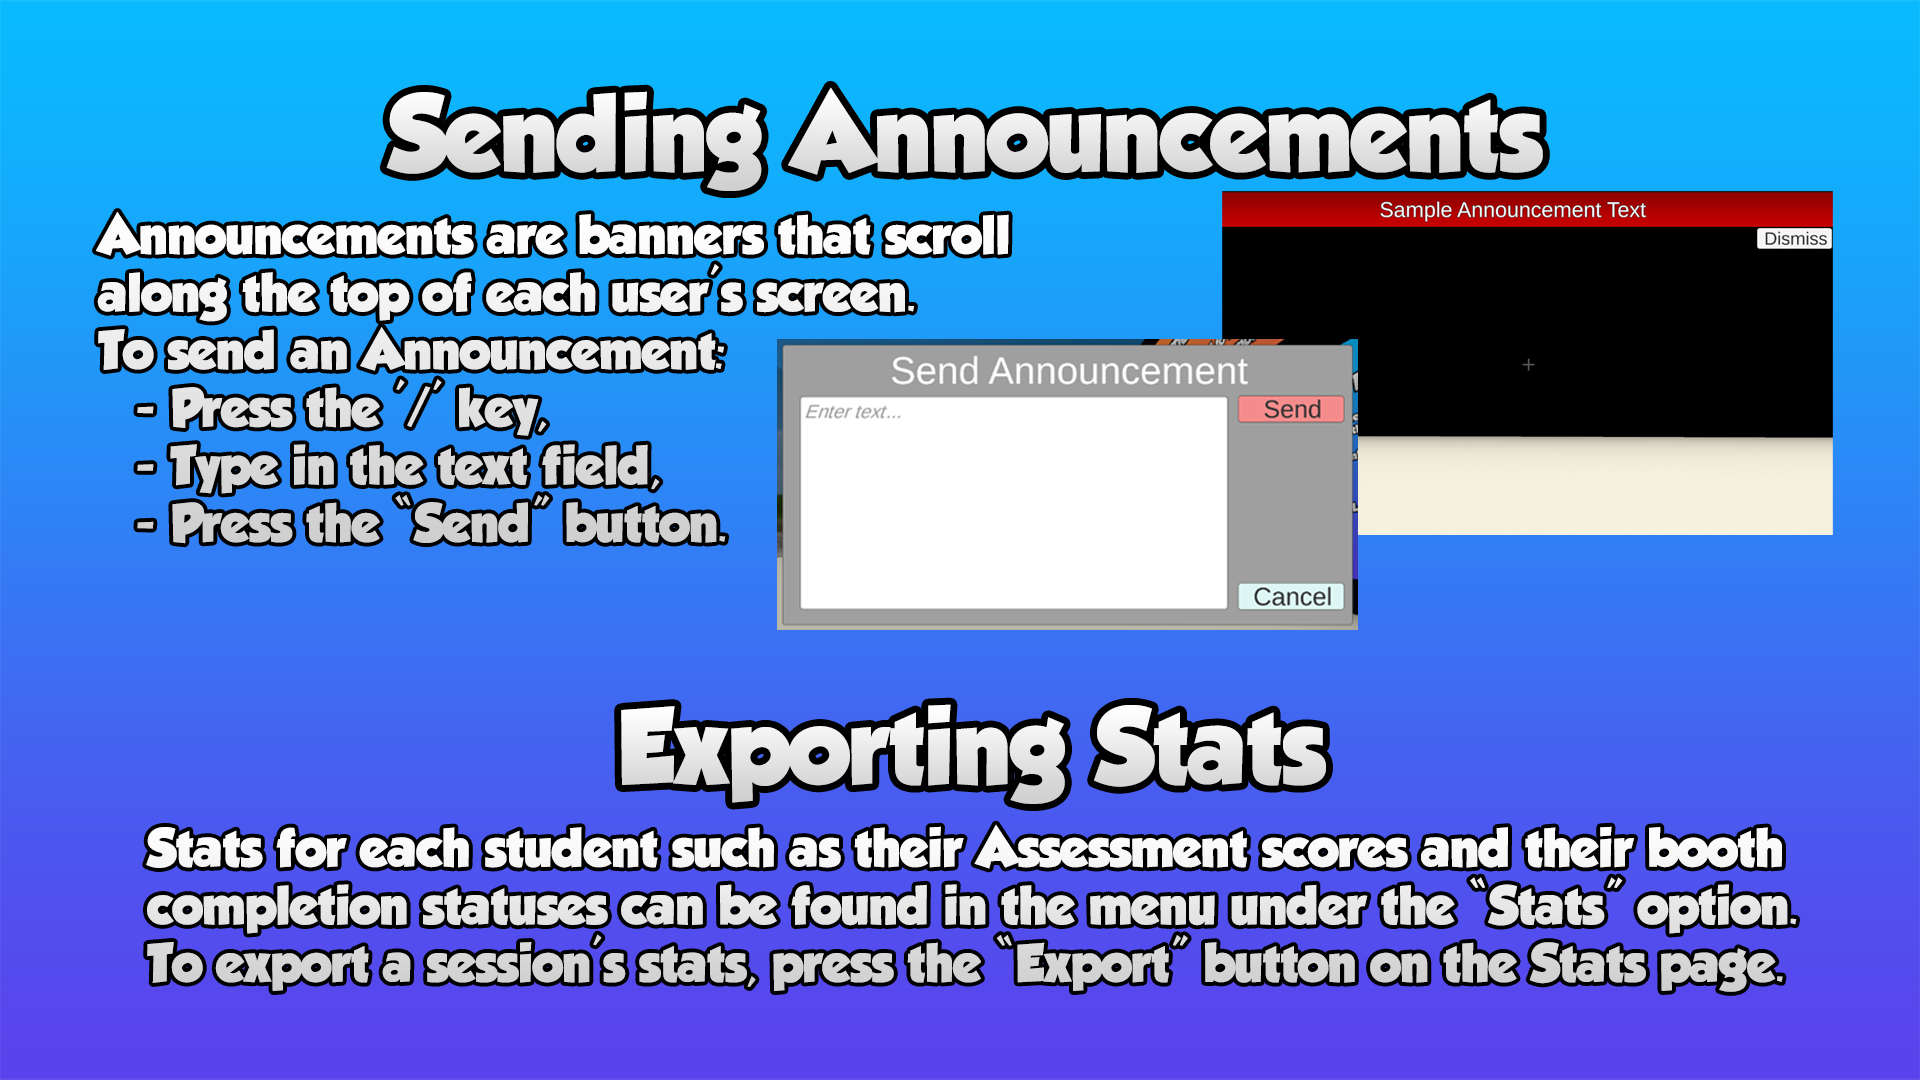 Sending Announcements
Announcements are banners that scroll
along the top of each user's screen.
To send an Announcement:
- Press the '/' key,
- Type in the text field,
- Press the "Send" button.
Sample Announcement Text
Dismiss
Send Announcement
Enter text...
Send
Cancel
Exporting Stats
Stats for each student such as their Assessment scores and their booth
completion statuses can be found in the menu under the "Stats" option.
To export a session's stats, press the "Export" button on the Stats page.